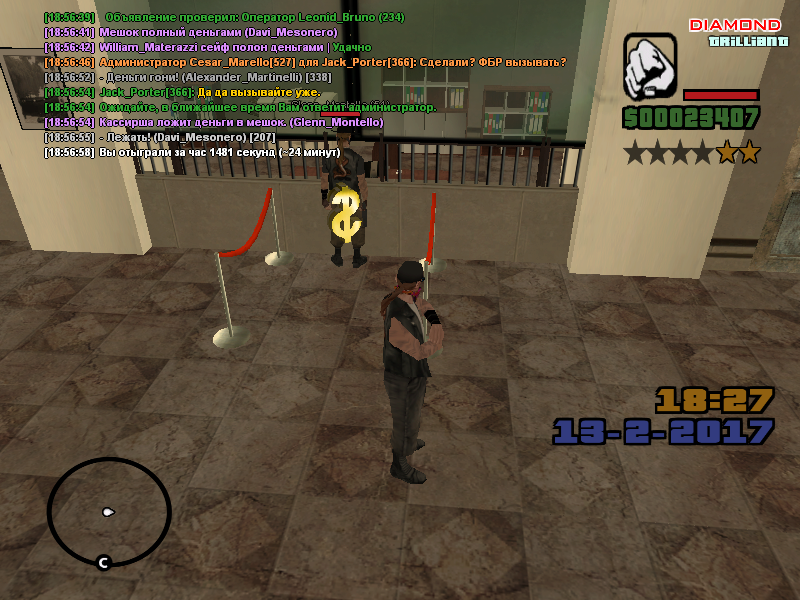 [18:56:39] Объявление проверил: Оператор Leonid_Bruno (234)
[18:56:41] Мешок полный деньгами (Davi_Mesonero)
[18:56:42] William_Materazzi сейф полон деньгами | Удачно
[18:56:46] Администратор Cesar_Marello[527] для Jack_Porter[366]: Сделали? ФБР вызывать?
[18:56:52] - Деньги гони! (Alexander_Martinelli) [338]
[18:56:54] Jack_Porter[366]: Да да вызывайте уже.
[18:56:54] Ожидайте, в ближайшее время Вам ответит администратор.
[18:56:54] Кассирша ложит деньги в мешок. (Glenn_Montello)
[18:56:55] - Лежать! (Davi_Mesonero) [207]
[18:56:58] Вы отыграли за час 1481 секунд (~24 минут)
DIAMOND
TRILLIANT
$00023407
18:27
13-2-2017
C